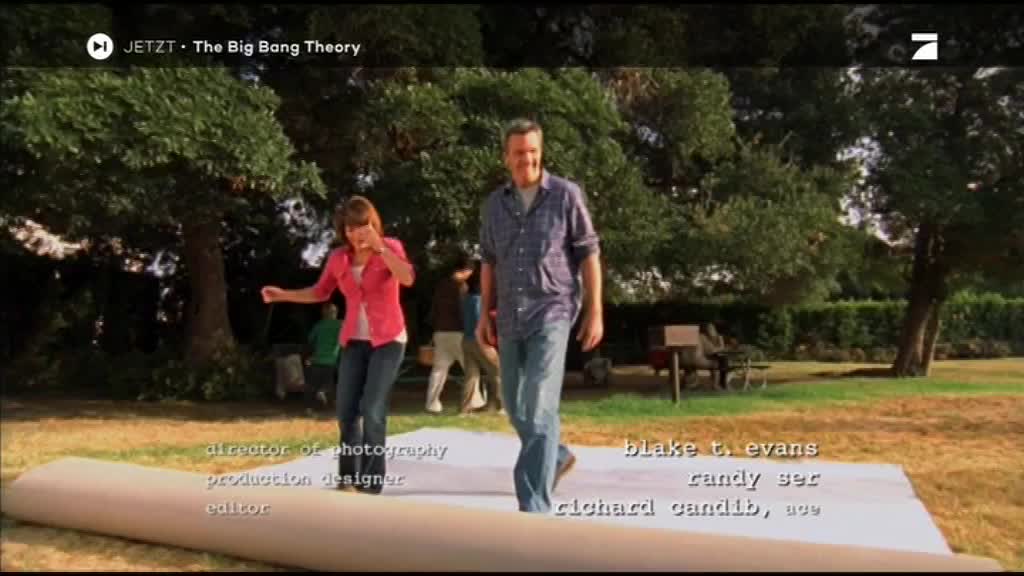 JETZT • The Big Bang Theory
director of photography blake t. evans
production designer randy ser
editor richard candib, ace